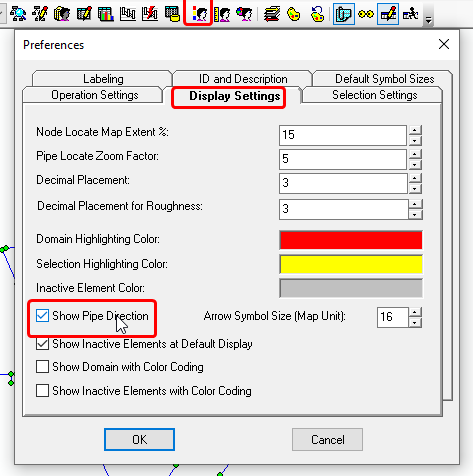 Preferences
Labeling
ID and Description
Default Symbol Sizes
Operation Settings
Display Settings
Selection Settings
Node Locate Map Extent %: 15
Pipe Locate Zoom Factor: 5
Decimal Placement: 3
Decimal Placement for Roughness: 3
Domain Highlighting Color:
Selection Highlighting Color:
Inactive Element Color:
Show Pipe Direction Arrow Symbol Size (Map Unit): 16
Show Inactive Elements at Default Display
Show Domain with Color Coding
Show Inactive Elements with Color Coding
OK Cancel